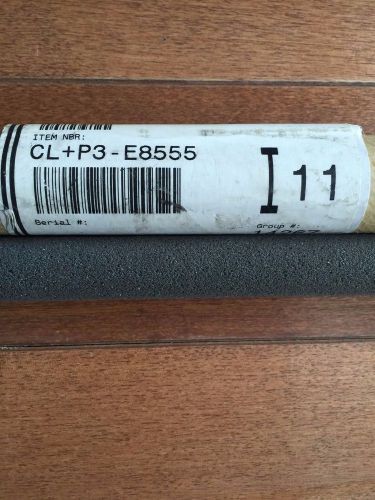 ITEM NBR:
CL+P3-E8555
I 11
Serial #:
Group #: